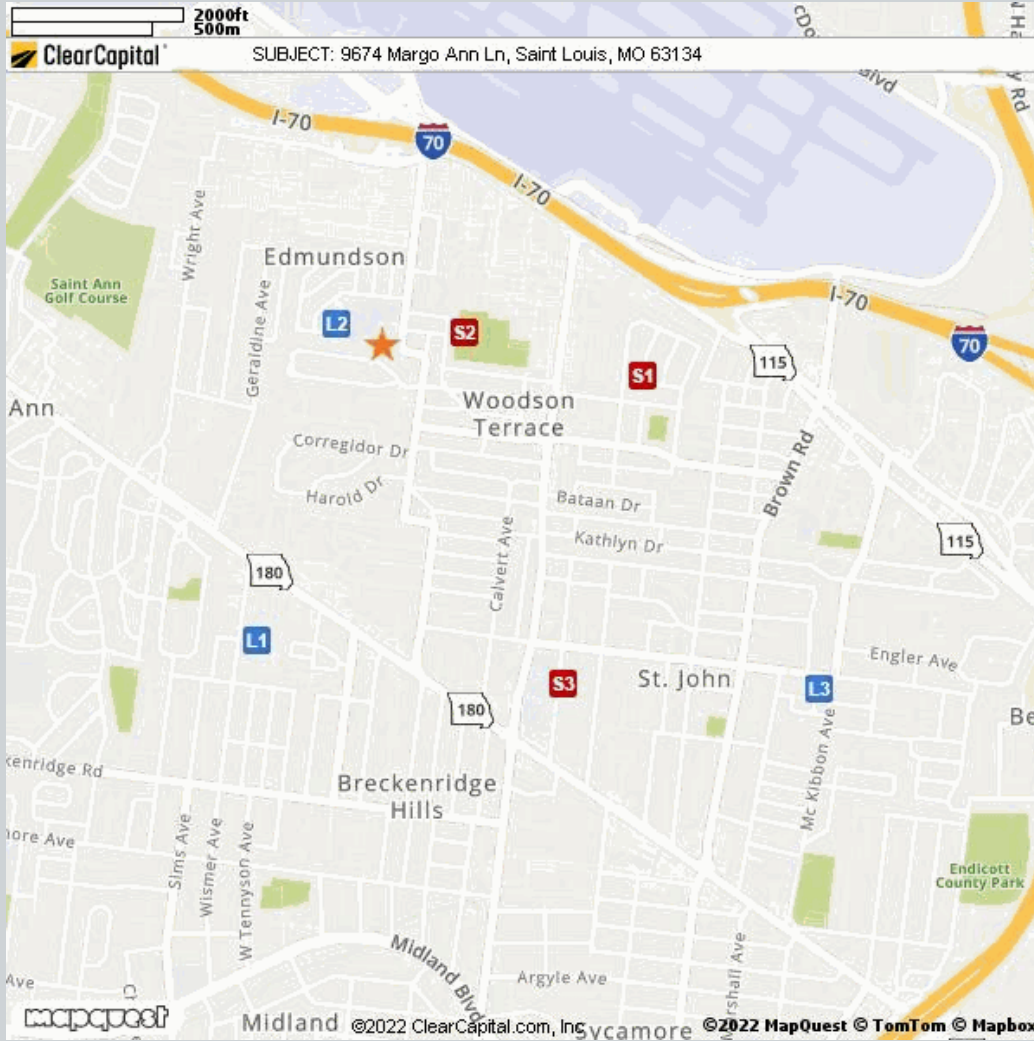 2000ft
500m
ClearCapital
SUBJECT: 9674 Margo Ann Ln, Saint Louis, MO 63134
I-70
70
I-70
Wright Ave
Edmundson
Saint Ann
Golf Course
Geraldine Ave
I-70
L2
S2
S1
115
70
Ann
Woodson
Terrace
Corregidor Dr
Harold Dr
Brown Rd
Bataan Dr
Kathlyn Dr
Calvert Ave
115
180
L1
Engler Ave
S3
St. John
L3
180
Mc Kibbon Ave
Breckenridge
Hills
Sims Ave
Wismer Ave
W Tennyson Ave
Endicott
County Park
Midland Blvd
Argyle Ave
mapquest
Midland
©2022 ClearCapital.com, Inc
Sycamore
©2022 MapQuest © TomTom © Mapbox